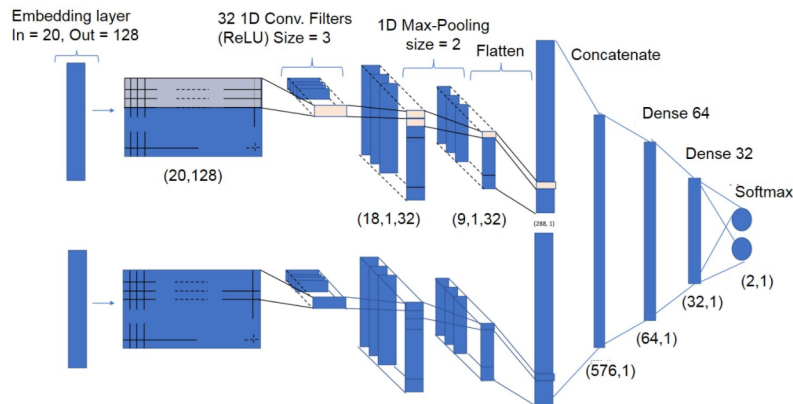 Embedding layer
In = 20, Out = 128
32 1D Conv. Filters
(ReLU) Size = 3
1D Max-Pooling
size = 2
Flatten
Concatenate
Dense 64
Dense 32
Softmax
(20,128)
(18,1,32)
(9,1,32)
(288, 1)
(2,1)
(32,1)
(64,1)
(576,1)